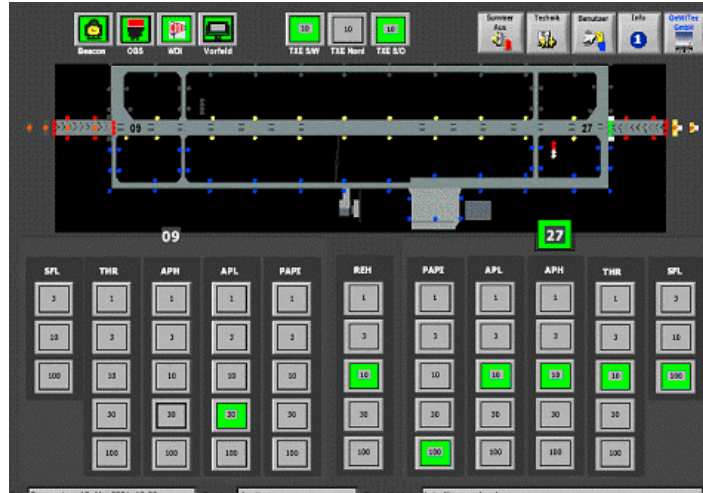 Summer Aus Technik Benutzer Info GeWiTec GmbH
10 10 10
Beacon OBS WDI Vorfeld TXE S/W TXE Nord TXE S/O
09 27
09 27
SFL THR APH APL PAPI REH PAPI APL APH THR SFL
3 1 1 1 1 1 1 1 1 1 3
10 3 3 3 3 3 3 3 3 3 10
100 10 10 10 10 10 10 10 10 10 100
30 30 30 30 30 30 30 30 30
100 100 100 100 100 100 100 100 100